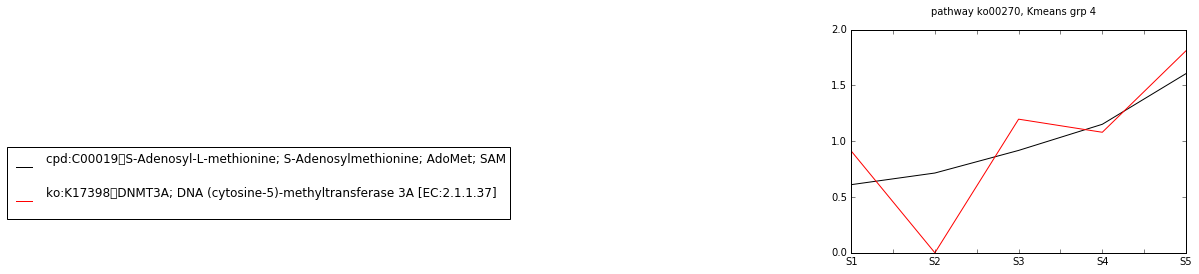 pathway ko00270, Kmeans grp 4
2.0
1.5
1.0
0.5
0.0
S1 S2 S3 S4 S5
cpd:C00019▯S-Adenosyl-L-methionine; S-Adenosylmethionine; AdoMet; SAM
ko:K17398▯DNMT3A; DNA (cytosine-5)-methyltransferase 3A [EC:2.1.1.37]